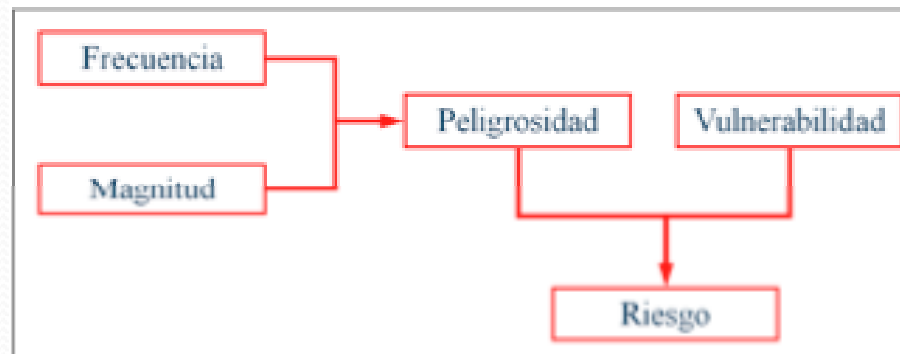 Frecuencia
Magnitud
Peligrosidad
Vulnerabilidad
Riesgo